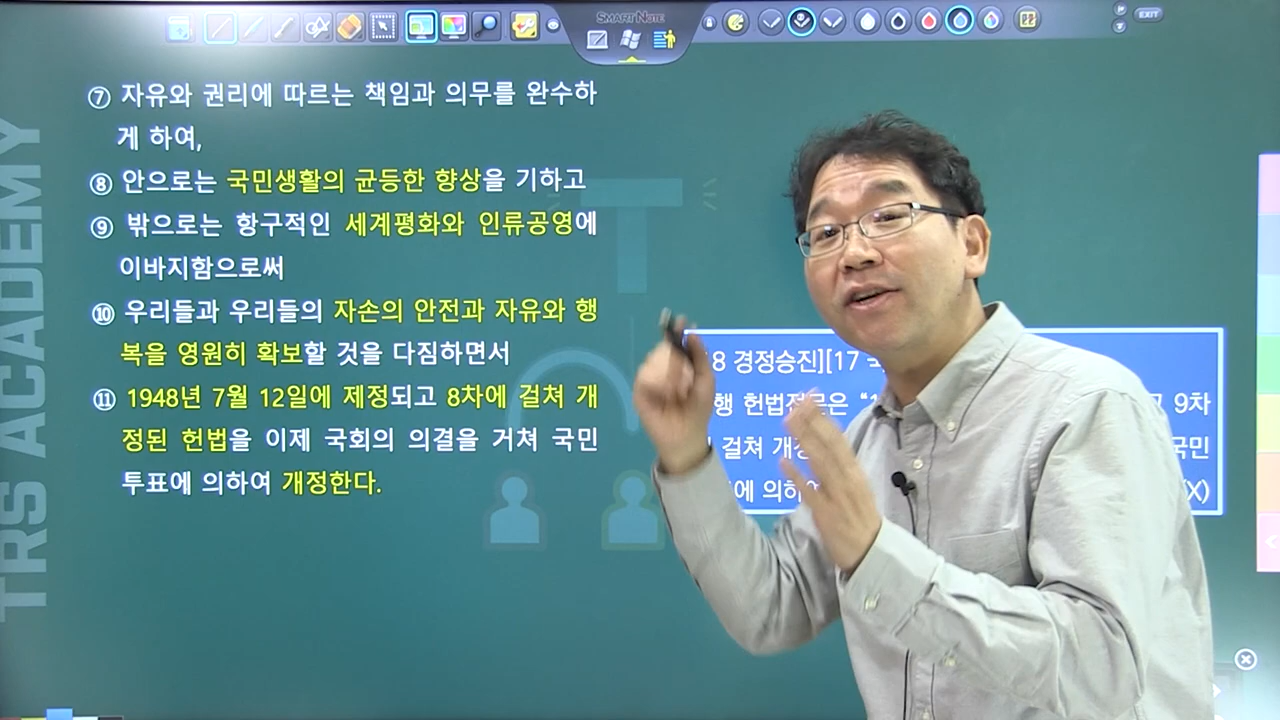 SMART NOTE
EXIT
TRS ACADEMY
⑦ 자유와 권리에 따르는 책임과 의무를 완수하
게 하여,
⑧ 안으로는 국민생활의 균등한 향상을 기하고
⑨ 밖으로는 항구적인 세계평화와 인류공영에
이바지함으로써
⑩ 우리들과 우리들의 자손의 안전과 자유와 행
복을 영원히 확보할 것을 다짐하면서
⑪ 1948년 7월 12일에 제정되고 8차에 걸쳐 개
정된 헌법을 이제 국회의 의결을 거쳐 국민
투표에 의하여 개정한다.
8 경정승진][17
행 헌법전문은 “1 9차
걸쳐 개정 국민
에 의하여 (X)